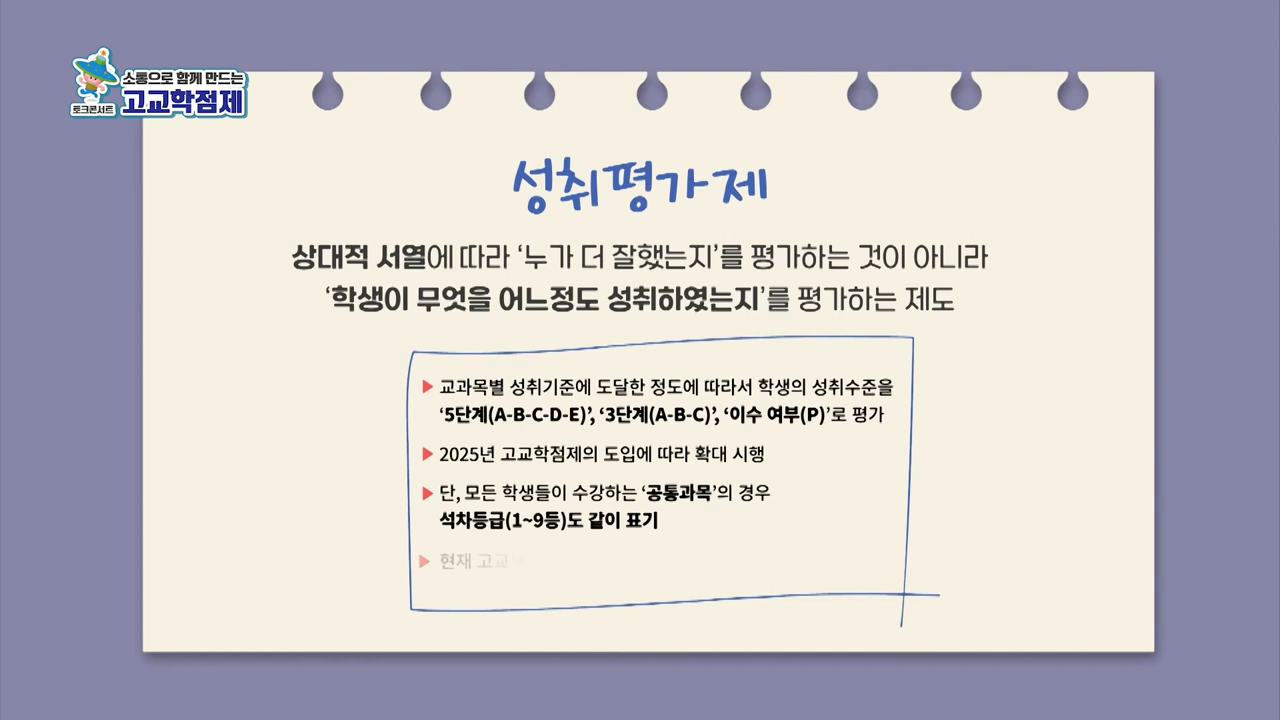 소통으로 함께 만드는
토크콘서트 고교학점제
성취평가제
상대적 서열에 따라 ‘누가 더 잘했는지’를 평가하는 것이 아니라
‘학생이 무엇을 어느정도 성취하였는지’를 평가하는 제도
▶ 교과목별 성취기준에 도달한 정도에 따라서 학생의 성취수준을
‘5단계(A-B-C-D-E)’, ‘3단계(A-B-C)’, ‘이수 여부(P)’로 평가
▶ 2025년 고교학점제의 도입에 따라 확대 시행
▶ 단, 모든 학생들이 수강하는 ‘공통과목’의 경우
석차등급(1~9등)도 같이 표기
▶ 현재 고교